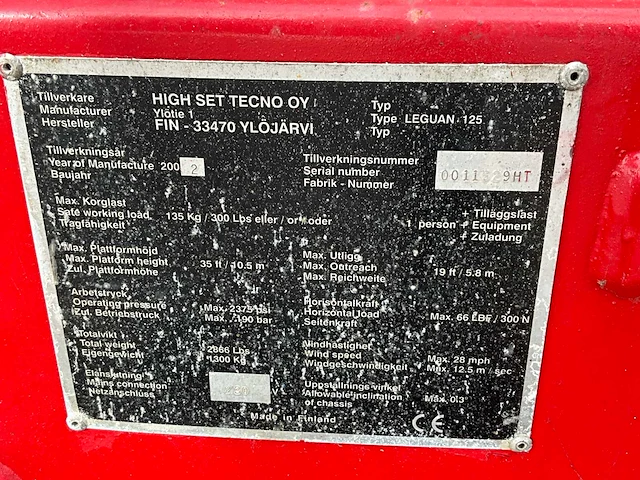 Tillverkare
Manufacturer
Hersteller
HIGH SET TECNO OY
Ylötie 1
FIN - 33470 YLÖJÄRVI
Typ
Type LEGUAN 125
Typ
Tillverkningsår
Year of Manufacture 200 2
Baujahr
Tillverkningsnummer
Serial number
Fabrik - Nummer
Max. Korglast
Safe working load
Tragfähigkeit
135 Kg / 300 Lbs eller / or / oder
+ Tilläggslast
1 person + Equipment
+ Zuladung
Max. Plattformhöjd
Max. Platform height
Zul. Plattformhöhe
35 ft / 10.5 m
Max. Utligg
Max. Outreach
Max. Reichweite
19 ft / 5.8 m
Arbetstryck
Operating pressure
Zul. Betriebstruck
Max. 2375 psi
Max. 190 bar
Horisontalkraft
Horizontal load
Seitenkraft
Max. 66 LBF / 300 N
Totalvikt
Total weight
Eigengewicht
2866 Lbs
1300 Kg
Vindhastighet
Wind speed
Windgeschwindigkeit
Max. 28 mph
Max. 12.5 m / sec
Elanslutning
Mains connection
Netzanschluss
Uppstallnings vinkel
Allowable inclination
of chassis
Max. 0.3°
Made in Finland
CE